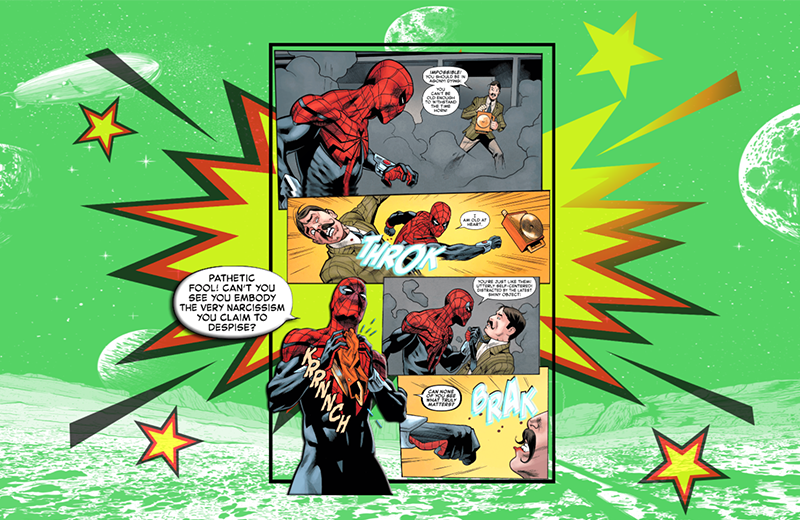 IMPOSSIBLE!
YOU SHOULD BE IN
AGONY! DYING!
YOU
CAN'T BE
OLD ENOUGH
TO WITHSTAND
THE TIME
HORN!
I
AM OLD AT
HEART.
THROK
PATHETIC
FOOL! CAN'T YOU
SEE YOU EMBODY
THE VERY NARCISSISM
YOU CLAIM TO
DESPISE?
KRRNNCH
YOU'RE JUST LIKE THEM!
UTTERLY SELF-CENTERED!
DISTRACTED BY THE LATEST
SHINY OBJECT!
CAN NONE
OF YOU SEE
WHAT TRULY
MATTERS?
BRAK